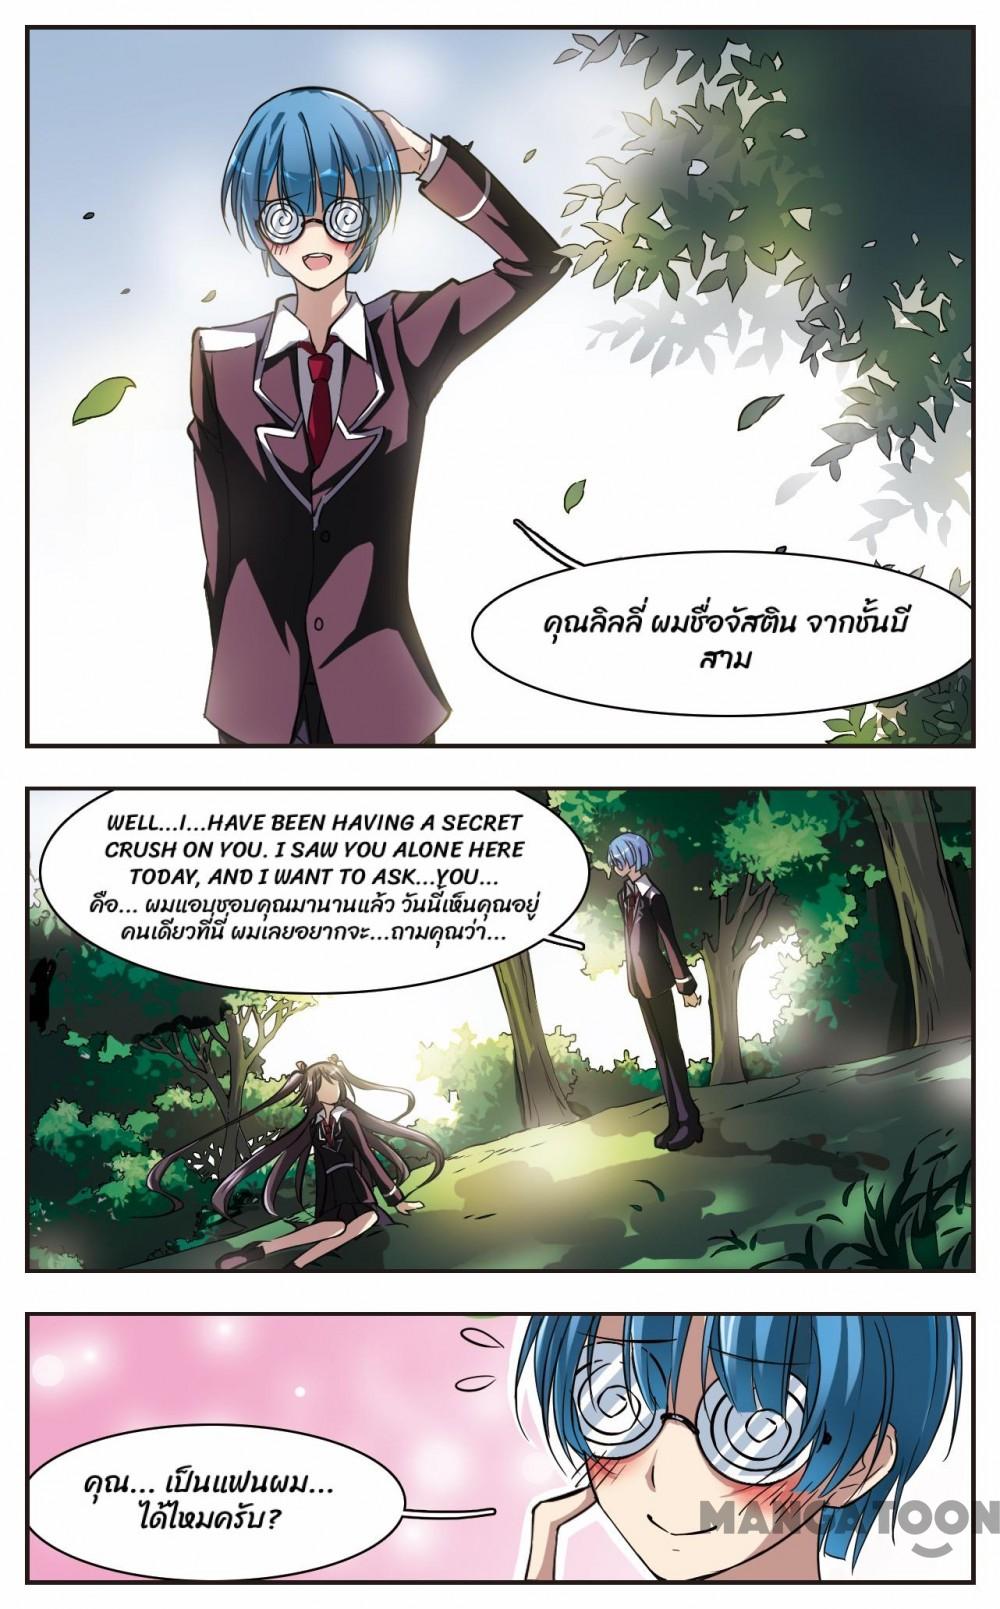 คุณลิลลี่ ผมชื่อจัสติน จากชั้นบี
สาม
WELL...I...HAVE BEEN HAVING A SECRET
CRUSH ON YOU. I SAW YOU ALONE HERE
TODAY, AND I WANT TO ASK...YOU...
คือ... ผมแอบชอบคุณมานานแล้ว วันนี้เห็นคุณอยู่
คนเดียวที่นี่ ผมเลยอยากจะ...ถามคุณว่า...
คุณ... เป็นแฟนผม...
ได้ไหมครับ?
MANGATOON